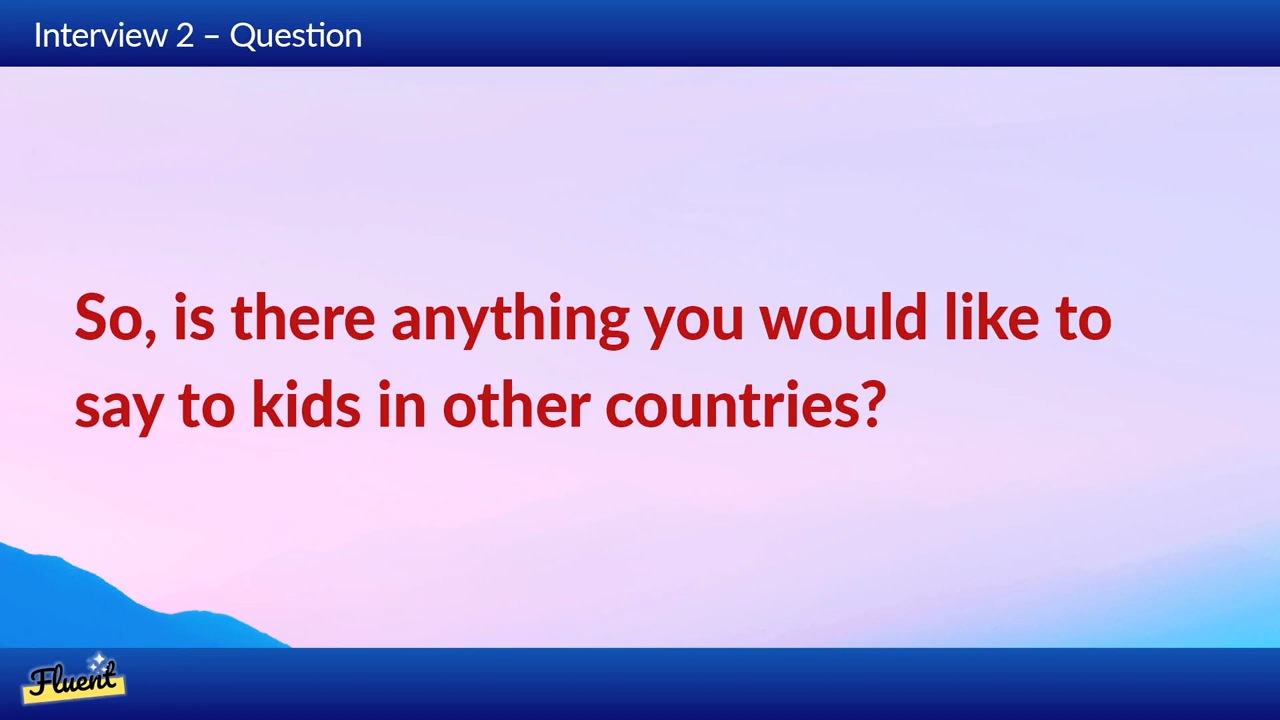 Interview 2 – Question
So, is there anything you would like to
say to kids in other countries?
Fluent